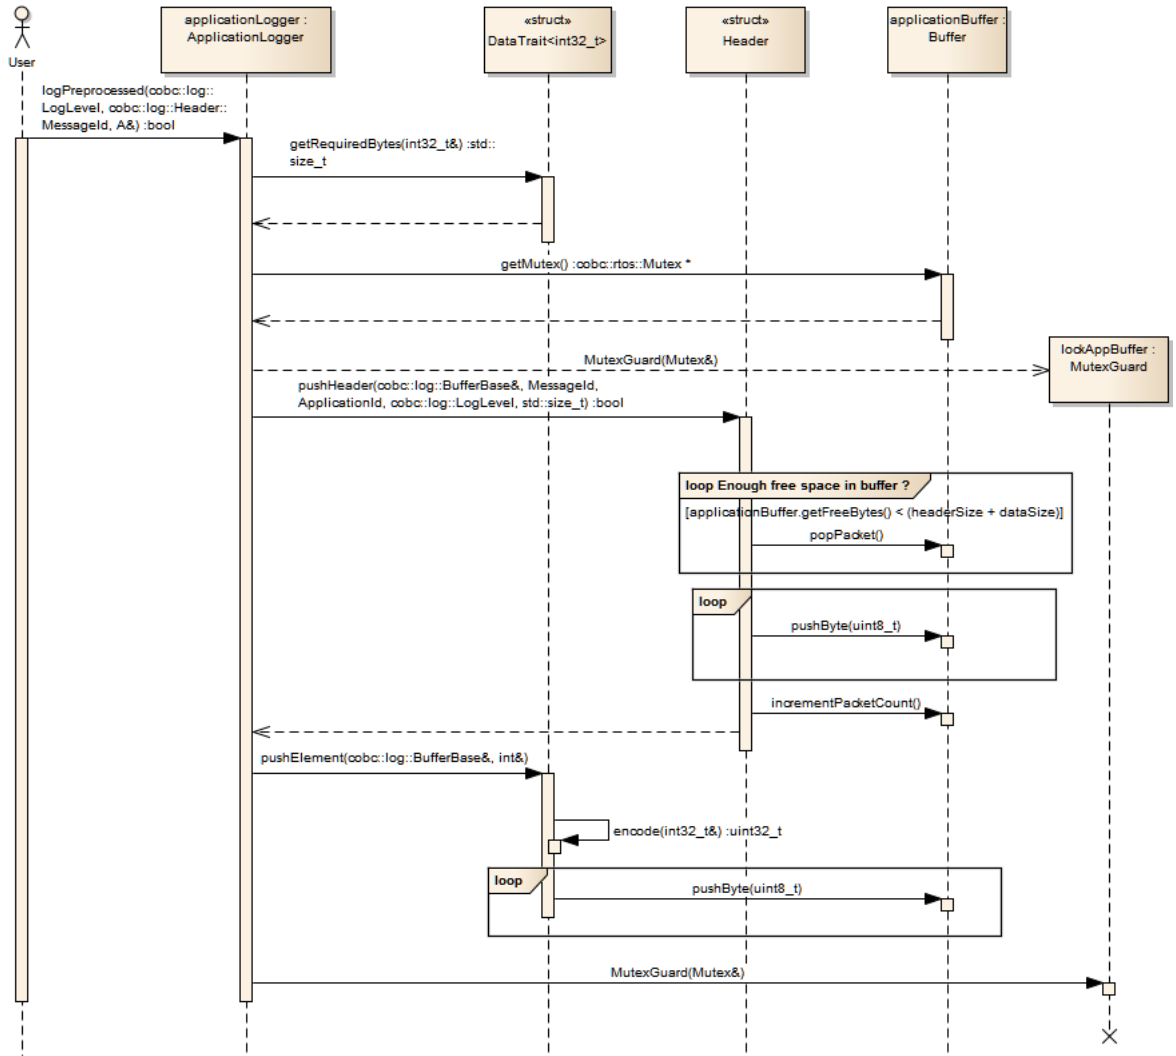 applicationLogger :
ApplicationLogger
«struct»
DataTrait<int32_t>
«struct»
Header
applicationBuffer :
Buffer
User
logPreprocessed(cobc::log::
LogLevel, cobc::log::Header::
MessageId, A&) :bool
getRequiredBytes(int32_t&) :std::
size_t
getMutex() :cobc::rtos::Mutex *
lockAppBuffer :
MutexGuard
MutexGuard(Mutex&)
pushHeader(cobc::log::BufferBase&, MessageId,
ApplicationId, cobc::log::LogLevel, std::size_t) :bool
loop Enough free space in buffer ?
[applicationBuffer.getFreeBytes() < (headerSize + dataSize)]
popPacket()
loop
pushByte(uint8_t)
incrementPacketCount()
pushElement(cobc::log::BufferBase&, int&)
encode(int32_t&) :uint32_t
loop
pushByte(uint8_t)
MutexGuard(Mutex&)